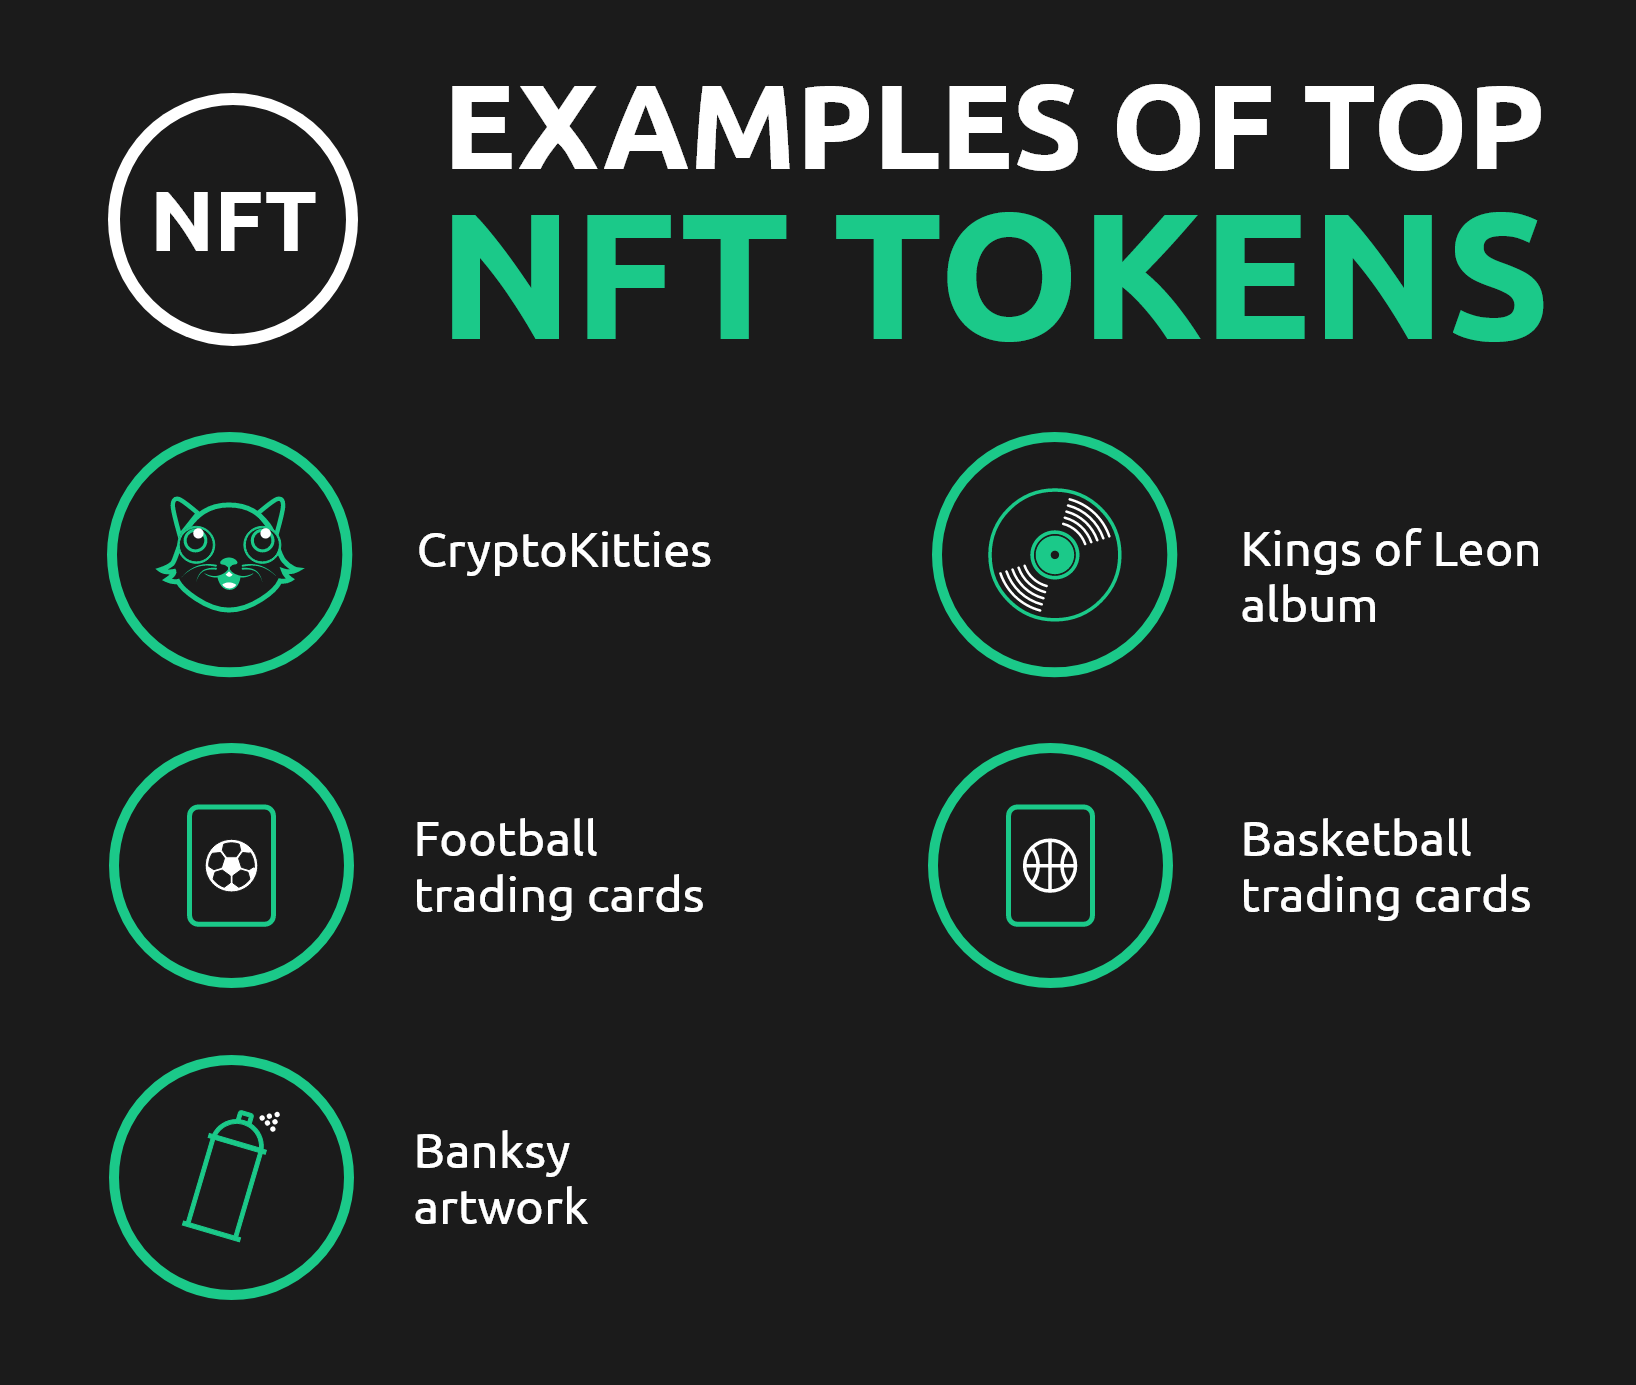 NFT
EXAMPLES OF TOP
NFT TOKENS
CryptoKitties
Kings of Leon
album
Football
trading cards
Basketball
trading cards
Banksy
artwork